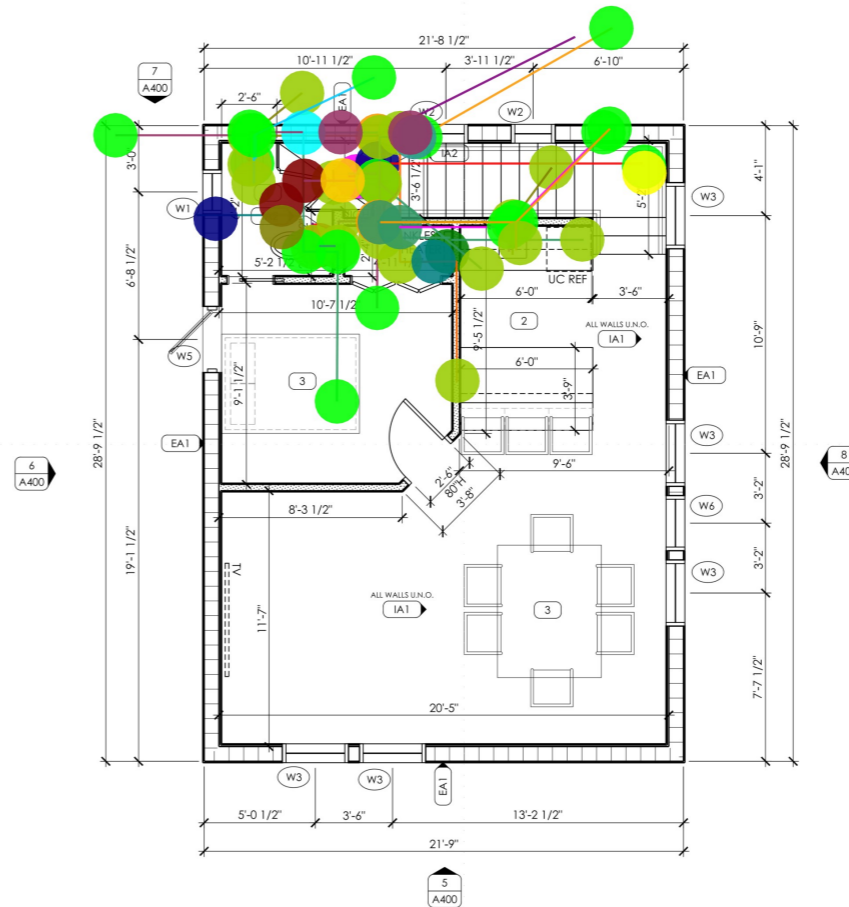 21'-8 1/2"
10'-11 1/2"
3'-11 1/2"
6'-10"
7
A400
2'-6"
EA1
W2
W2
IA2
3'-6 1/2"
4'-1"
W3
W1
6'-8 1/2"
5'-2 1/2"
UC REF
6'-0"
3'-6"
10'-7 1/2"
2
ALL WALLS U.N.O.
IA1
9'-5 1/2"
10'-9"
W5
6'-0"
3'-9"
EA1
3
9'-1 1/2"
EA1
W3
6
A400
28'-9 1/2"
28'-9 1/2"
8
2'-6"
80"H
3'-8"
9'-6"
3'-2"
8'-3 1/2"
W6
19'-1 1/2"
3'-2"
TV
ALL WALLS U.N.O.
IA1
3
W3
11'-7"
7'-7 1/2"
20'-5"
W3
W3
EA1
5'-0 1/2"
3'-6"
13'-2 1/2"
21'-9"
5
A400